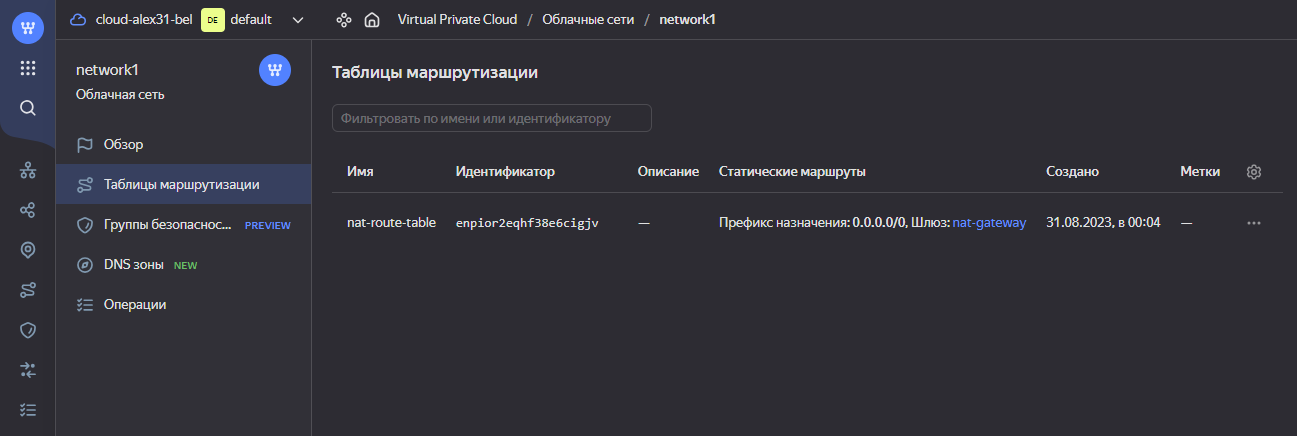 cloud-alex31-bel DE default Virtual Private Cloud / Облачные сети / network1
network1
Облачная сеть
Обзор
Таблицы маршрутизации
Группы безопаснос... PREVIEW
DNS зоны NEW
Операции
Таблицы маршрутизации
Фильтровать по имени или идентификатору
Имя Идентификатор Описание Статические маршруты Создано Метки
nat-route-table enpior2eqhf38e6cigjv — Префикс назначения: 0.0.0.0/0, Шлюз: nat-gateway 31.08.2023, в 00:04 —